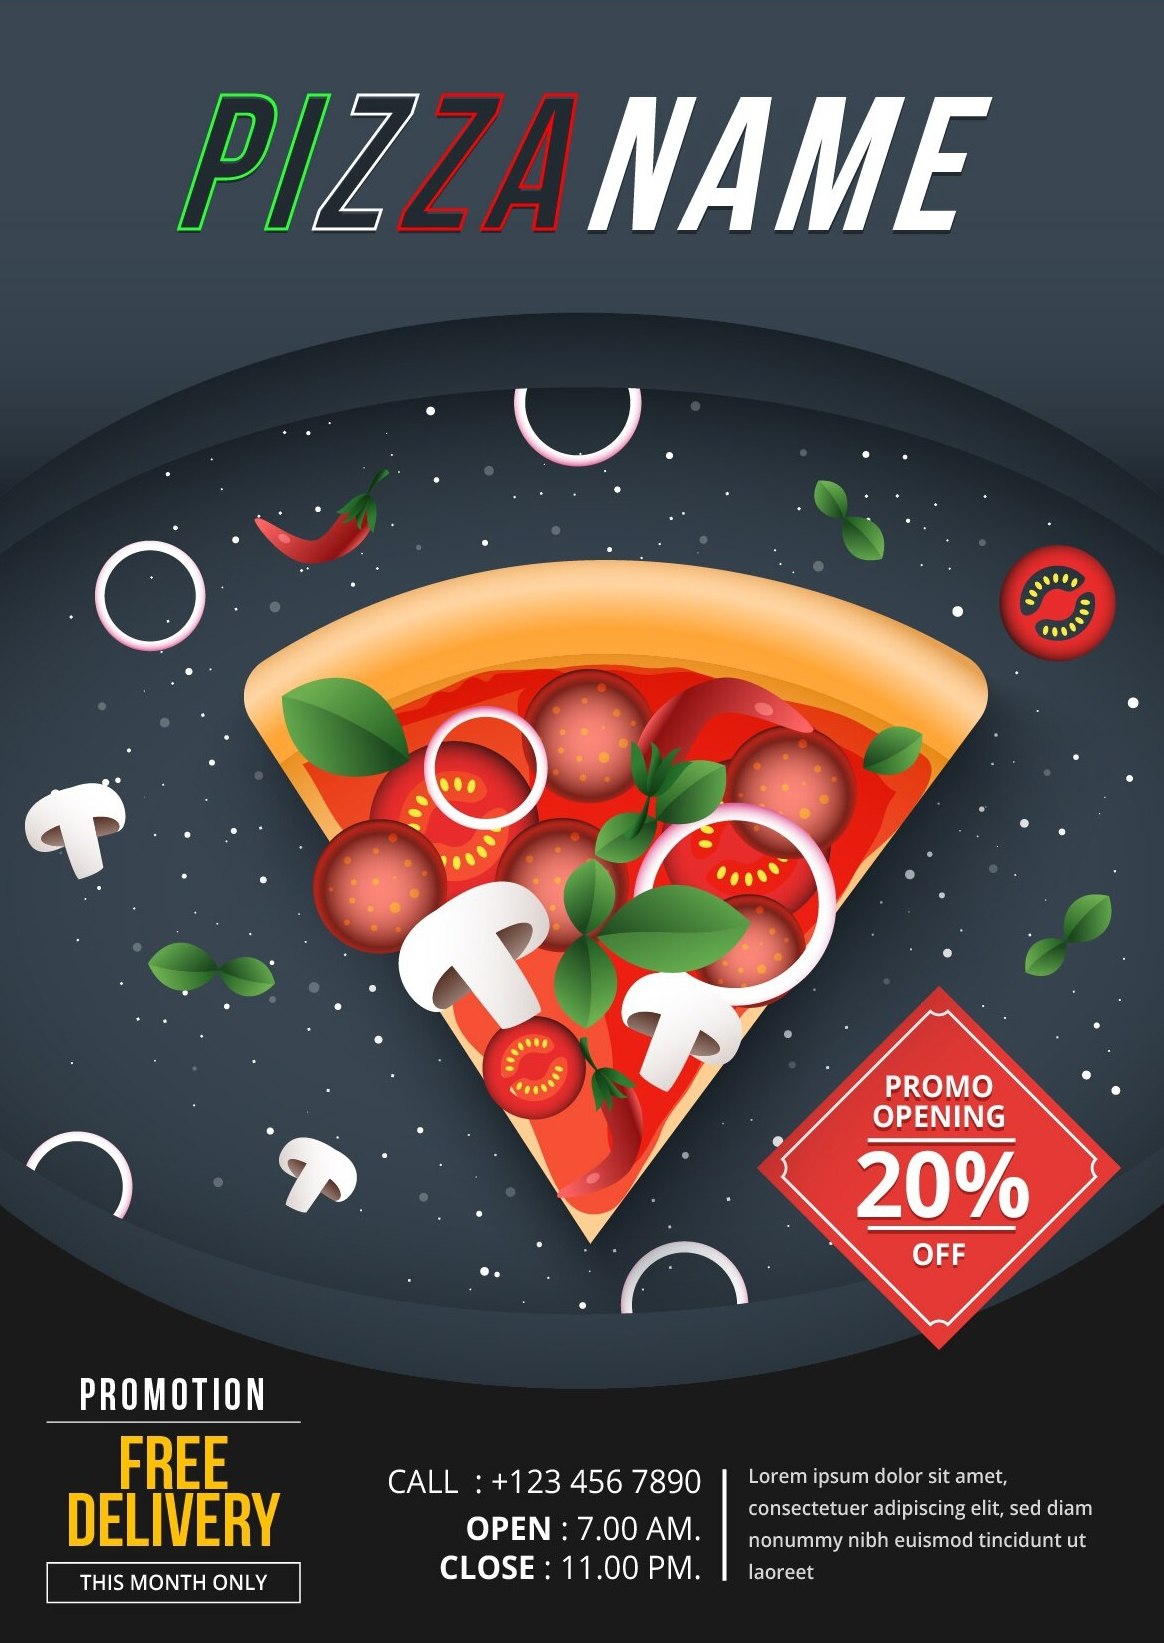 PIZZA NAME
PROMO
OPENING
20%
OFF
PROMOTION
FREE
DELIVERY
THIS MONTH ONLY
CALL : +123 456 7890
OPEN : 7.00 AM.
CLOSE : 11.00 PM.
Lorem ipsum dolor sit amet,
consectetuer adipiscing elit, sed diam
nonummy nibh euismod tincidunt ut
laoreet